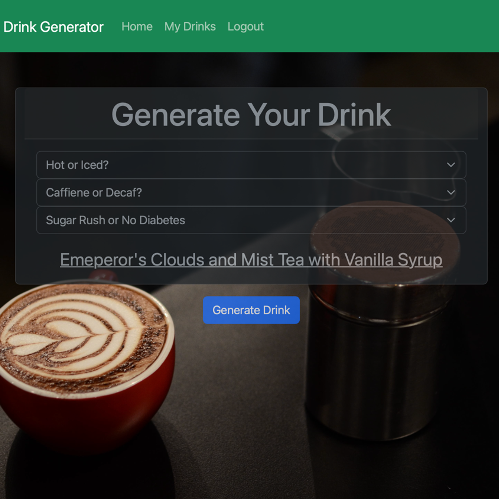 Drink Generator Home My Drinks Logout
Generate Your Drink
Hot or Iced?
Caffiene or Decaf?
Sugar Rush or No Diabetes
Emeperor's Clouds and Mist Tea with Vanilla Syrup
Generate Drink